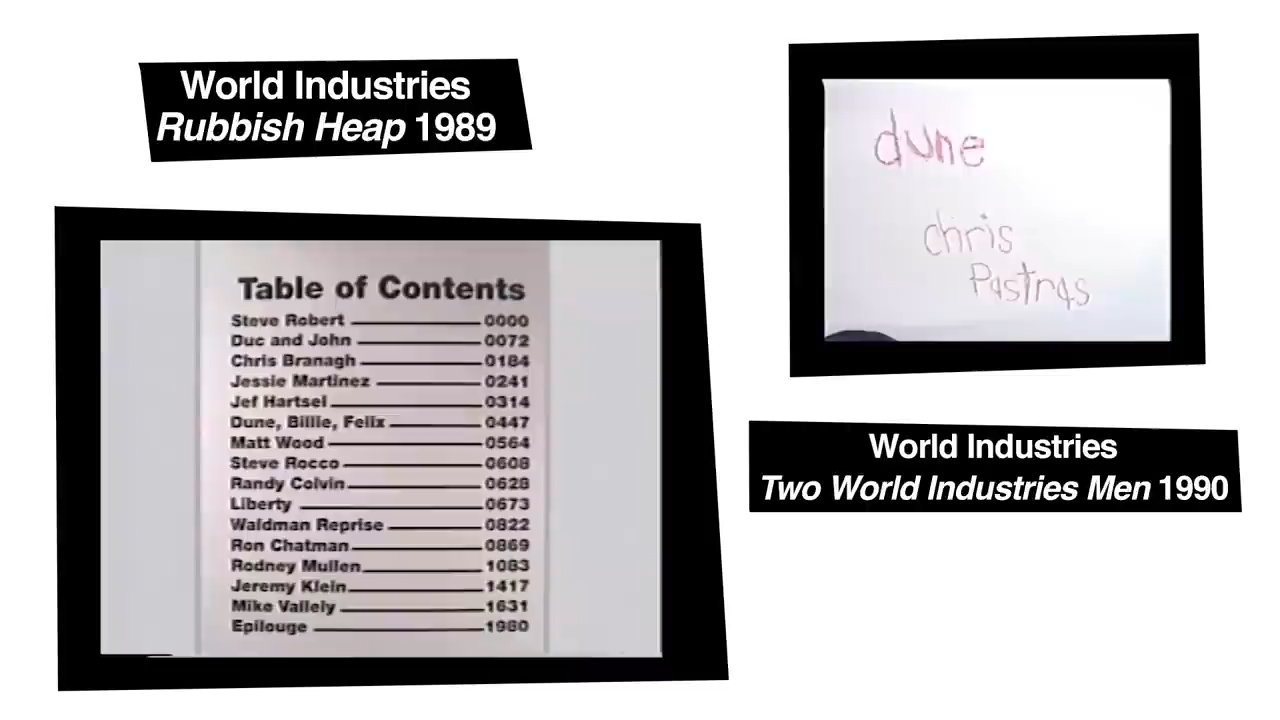 World Industries
Rubbish Heap 1989
Table of Contents
Steve Robert 0000
Duc and John 0072
Chris Branagh 0184
Jessie Martinez 0241
Jef Hartsel 0314
Dune, Billie, Felix 0447
Matt Wood 0564
Steve Rocco 0608
Randy Colvin 0628
Liberty 0673
Waldman Reprise 0822
Ron Chatman 0869
Rodney Mullen 1083
Jeremy Klein 1417
Mike Vallely 1631
Epilouge 1980
dune
chris
Pastras
World Industries
Two World Industries Men 1990